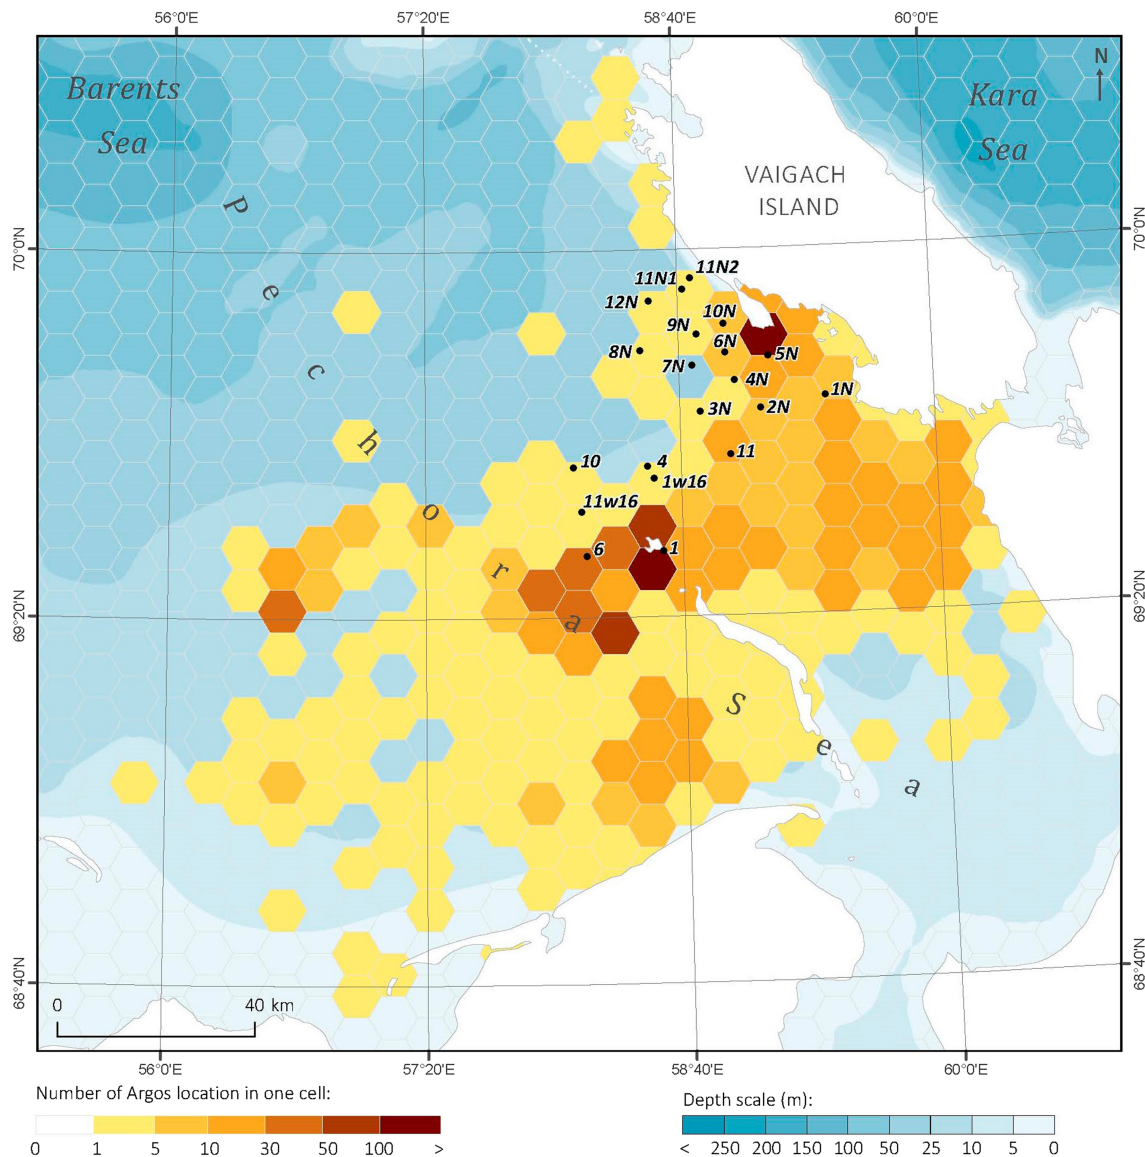 56°0'E 57°20'E 58°40'E 60°0'E
Barents
Sea
Kara
Sea
N
VAIGACH
ISLAND
P
e
c
h
o
r
a
S
e
a
70°0'N
70°0'N
11N2
11N1
12N
10N
9N
6N
8N
5N
7N
4N
1N
3N
2N
11
10
4
1w16
11w16
6
1
69°20'N
69°20'N
68°40'N
68°40'N
0 40 km
56°0'E 57°20'E 58°40'E 60°0'E
Number of Argos location in one cell:
0 1 5 10 30 50 100 >
Depth scale (m):
< 250 200 150 100 50 25 10 5 0